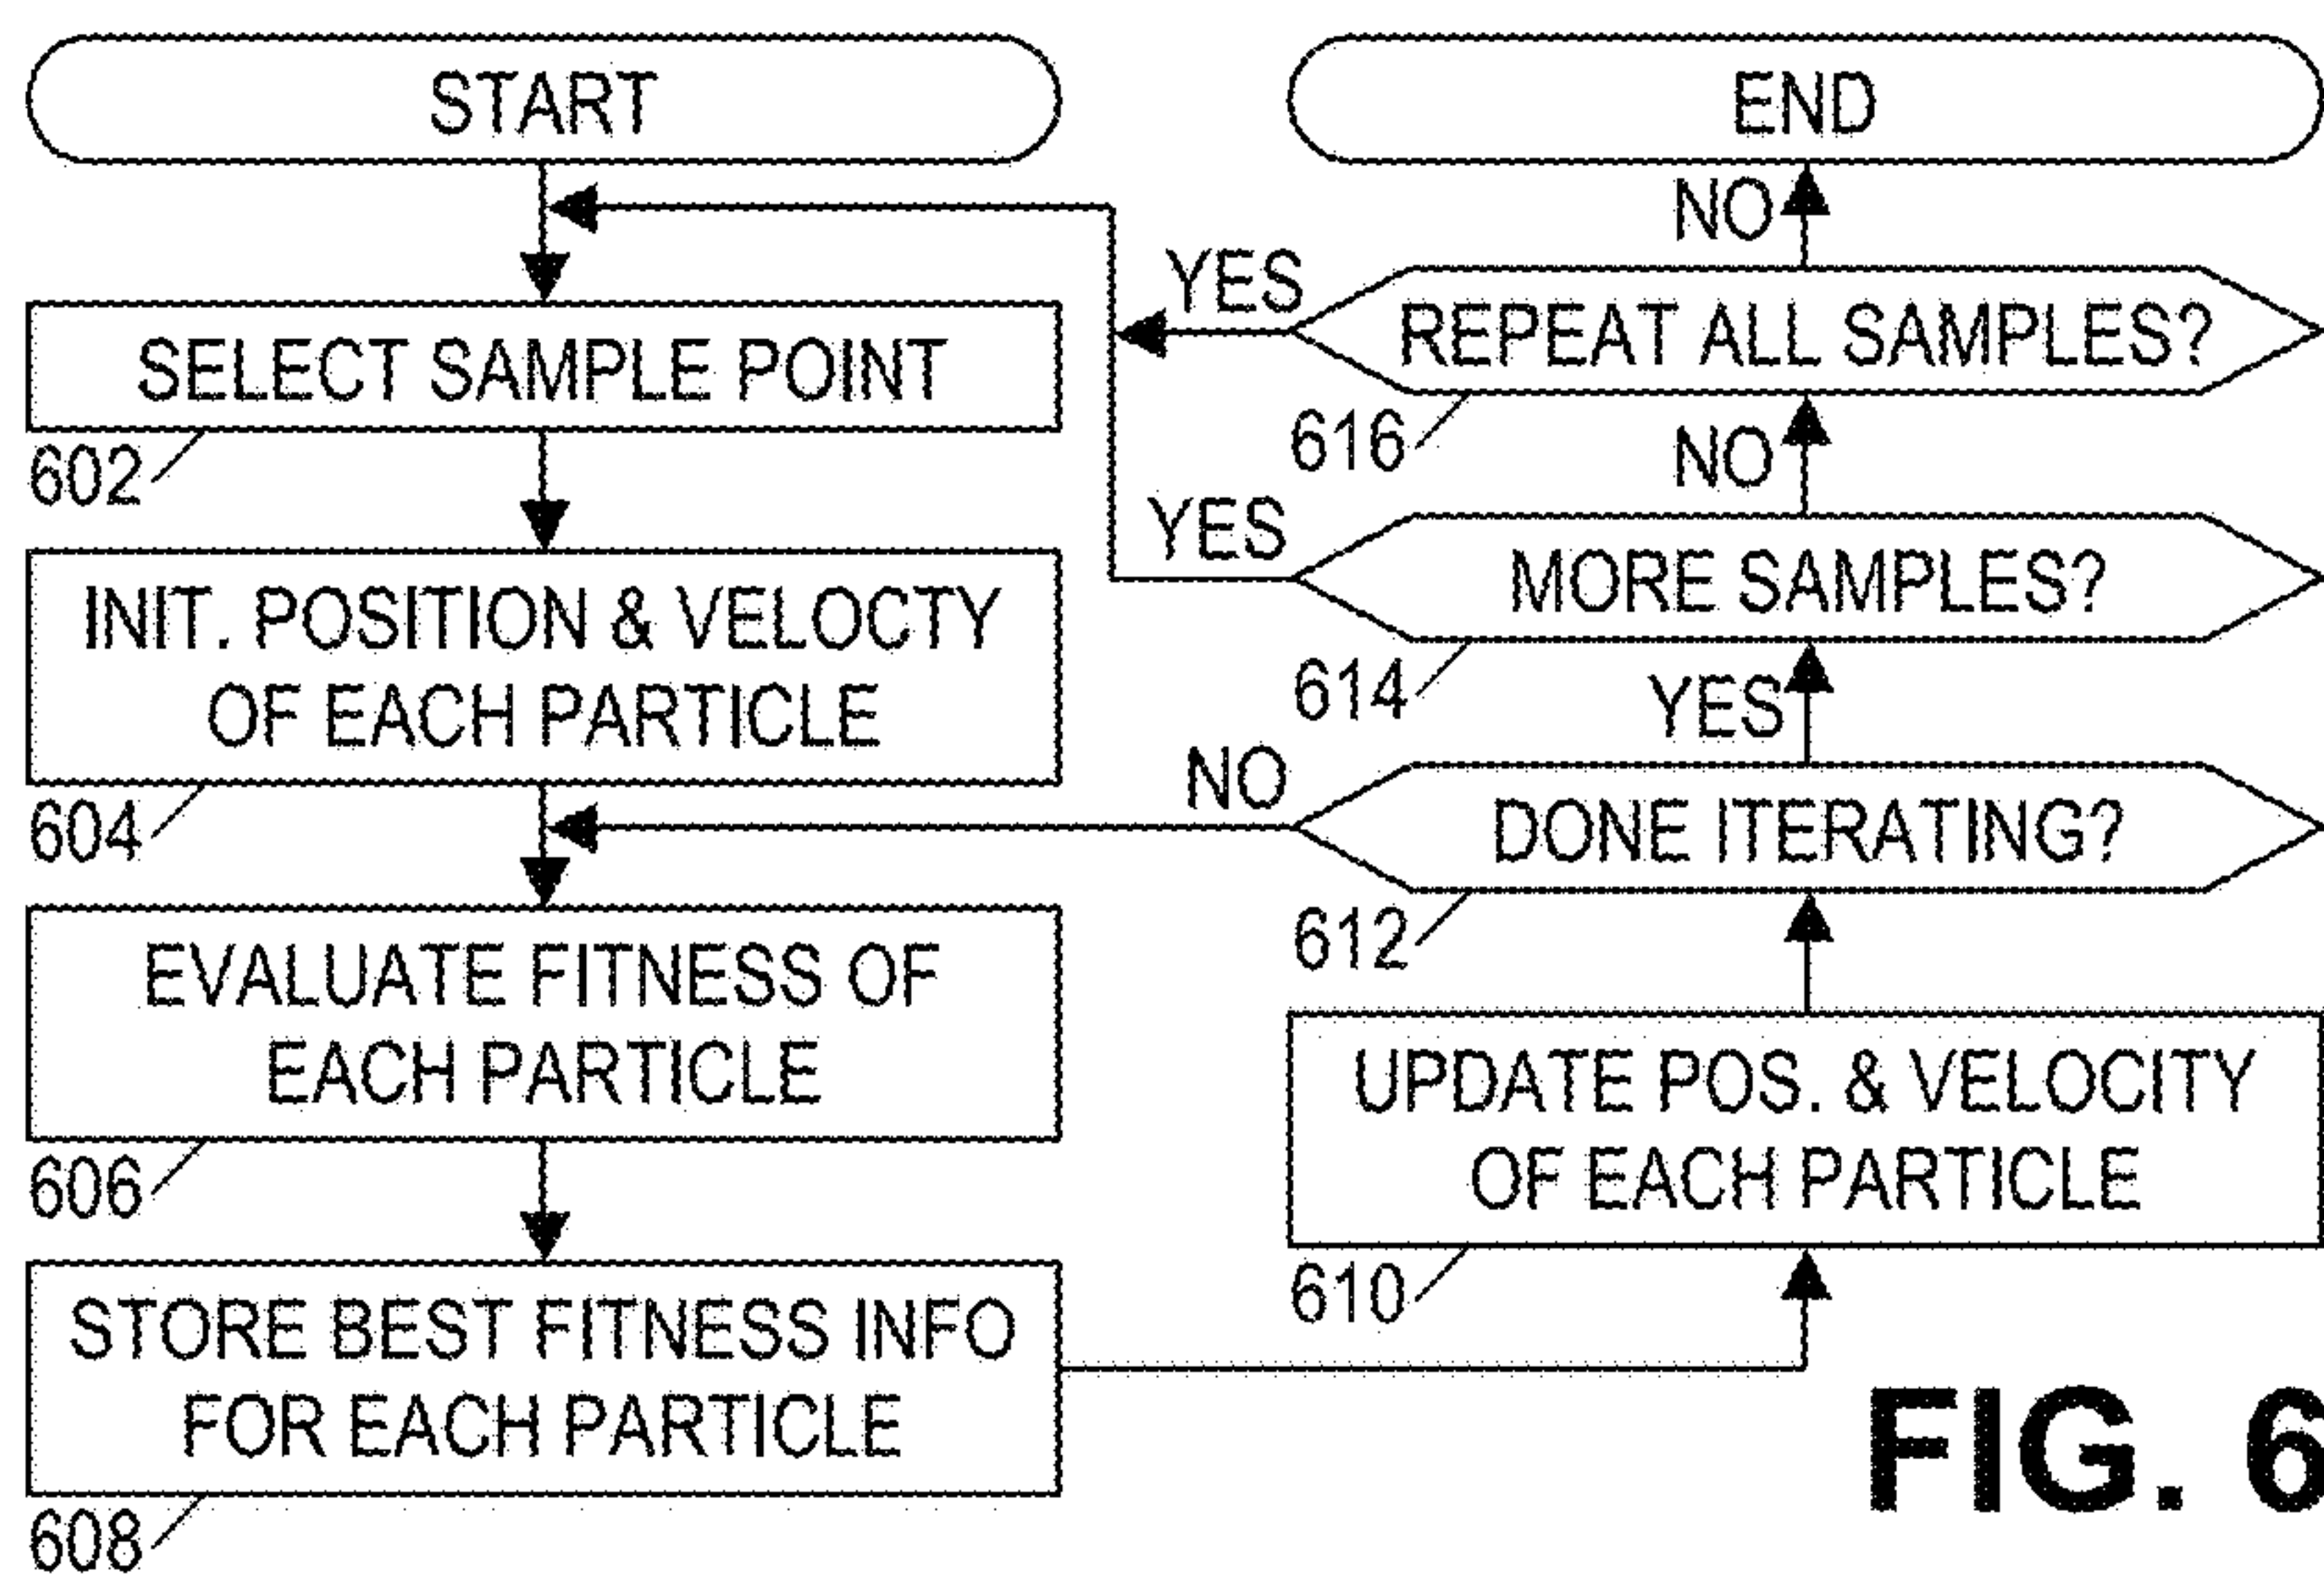 START
SELECT SAMPLE POINT
602
INIT. POSITION & VELOCTY
OF EACH PARTICLE
604
EVALUATE FITNESS OF
EACH PARTICLE
606
STORE BEST FITNESS INFO
FOR EACH PARTICLE
608
END
NO
YES
REPEAT ALL SAMPLES?
616
NO
YES
MORE SAMPLES?
614
YES
NO
DONE ITERATING?
612
UPDATE POS. & VELOCITY
OF EACH PARTICLE
610
FIG. 6